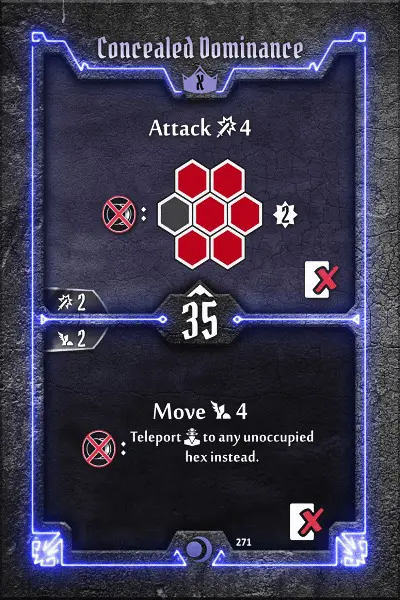 Concealed Dominance
X
Attack 4
: 2
2
35
2
Move 4
: Teleport to any unoccupied
hex instead.
271